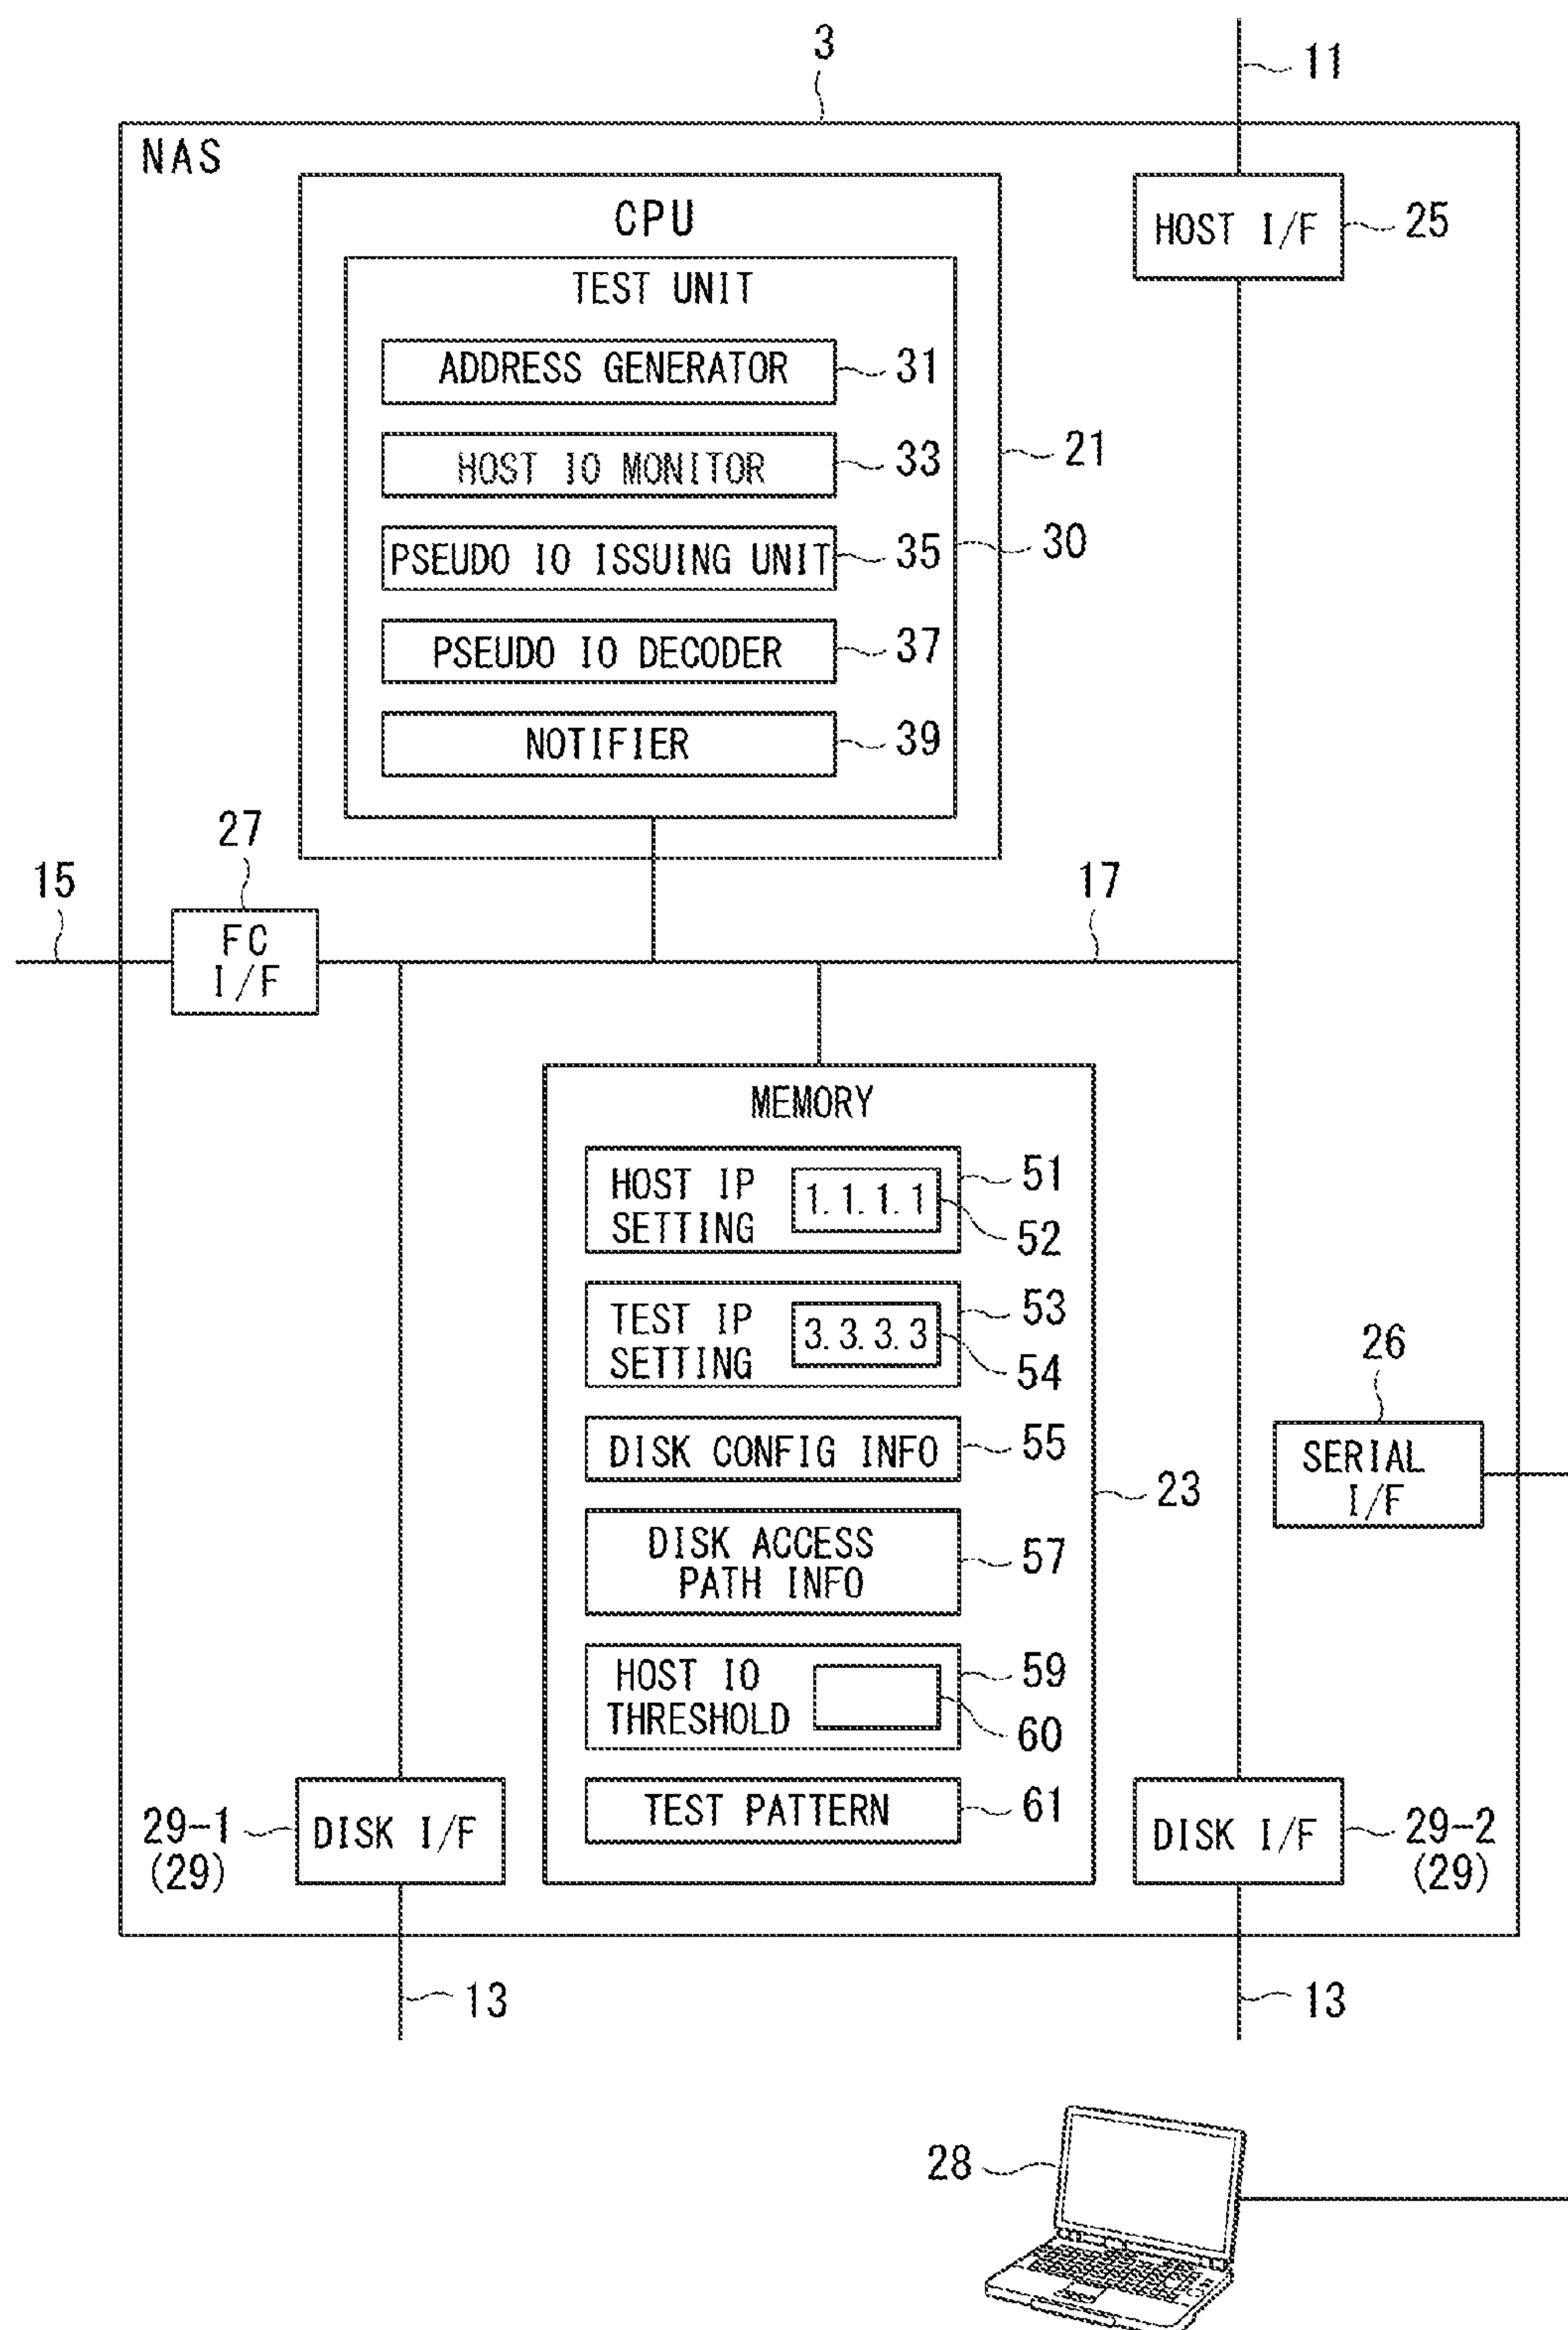 3
11
NAS
CPU
HOST I/F
25
TEST UNIT
ADDRESS GENERATOR
31
HOST IO MONITOR
33
21
PSEUDO IO ISSUING UNIT
35
30
PSEUDO IO DECODER
37
NOTIFIER
39
27
15
17
FC
I/F
MEMORY
HOST IP
SETTING
1.1.1.1
51
52
TEST IP
SETTING
3.3.3.3
53
54
26
DISK CONFIG INFO
55
SERIAL
I/F
23
DISK ACCESS
PATH INFO
57
HOST IO
THRESHOLD
59
60
TEST PATTERN
61
29-1
(29)
DISK I/F
DISK I/F
29-2
(29)
13
13
28